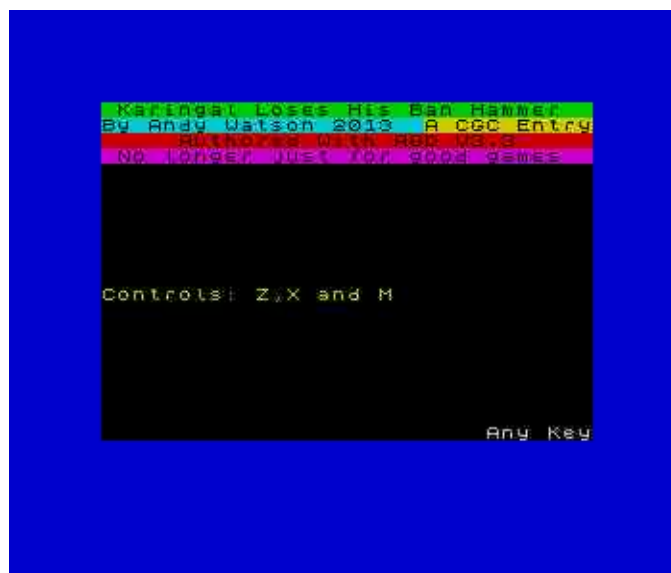 Karingal Loses His Ban Hammer
By Andy Watson 2013 A CGC Entry
Authored With AGD V3.3
No longer just for good games
Controls: Z,X and M
Any Key